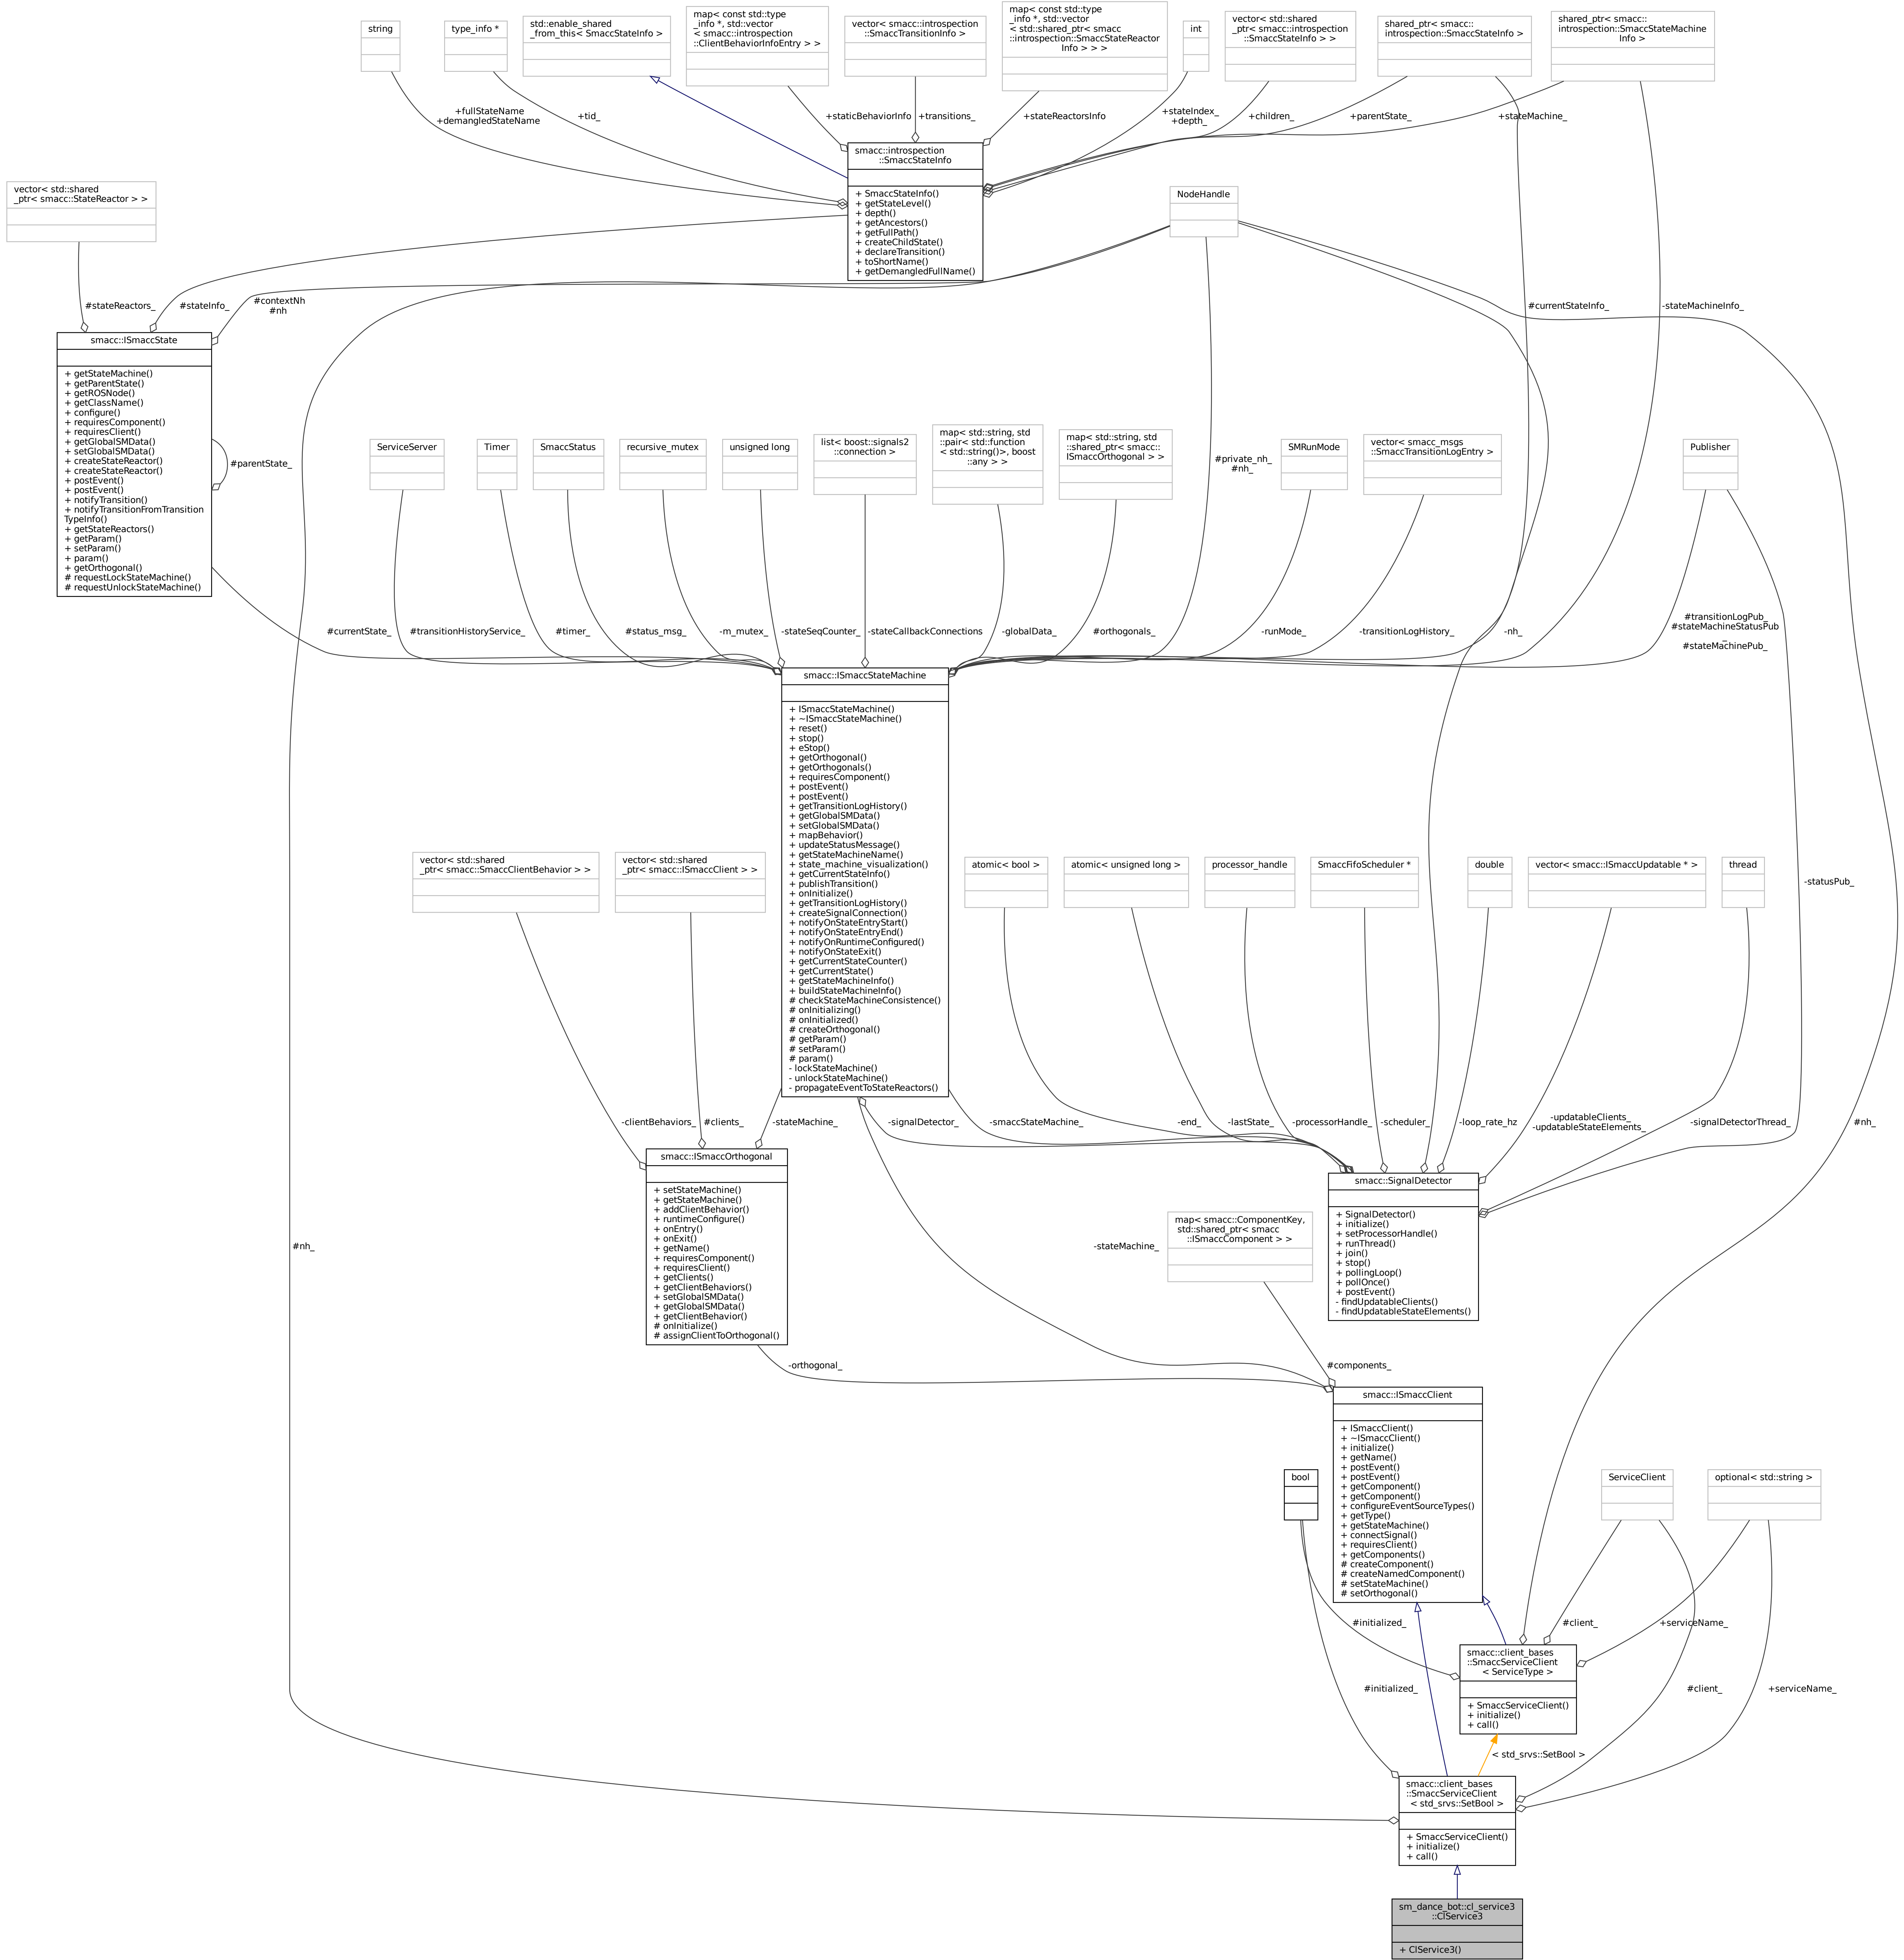 string
type_info *
std::enable_shared
_from_this< SmaccStateInfo >
map< const std::type
_info *, std::vector
< smacc::introspection
::ClientBehaviorInfoEntry > >
vector< smacc::introspection
::SmaccTransitionInfo >
map< const std::type
_info *, std::vector
< std::shared_ptr< smacc
::introspection::SmaccStateReactor
Info > > >
int
vector< std::shared
_ptr< smacc::introspection
::SmaccStateInfo > >
shared_ptr< smacc::
introspection::SmaccStateInfo >
shared_ptr< smacc::
introspection::SmaccStateMachine
Info >
+fullStateName
+demangledStateName
+tid_
+staticBehaviorInfo
+transitions_
+stateReactorsInfo
+stateIndex_
+depth_
+children_
+parentState_
+stateMachine_
smacc::introspection
::SmaccStateInfo
+ SmaccStateInfo()
+ getStateLevel()
+ depth()
+ getAncestors()
+ getFullPath()
+ createChildState()
+ declareTransition()
+ toShortName()
+ getDemangledFullName()
vector< std::shared
_ptr< smacc::StateReactor > >
NodeHandle
#stateReactors_
#stateInfo_
#contextNh
#nh
#currentStateInfo_
-stateMachineInfo_
smacc::ISmaccState
+ getStateMachine()
+ getParentState()
+ getROSNode()
+ getClassName()
+ configure()
+ requiresComponent()
+ requiresClient()
+ getGlobalSMData()
+ setGlobalSMData()
+ createStateReactor()
+ createStateReactor()
+ postEvent()
+ postEvent()
+ notifyTransition()
+ notifyTransitionFromTransition
TypeInfo()
+ getStateReactors()
+ getParam()
+ setParam()
+ param()
+ getOrthogonal()
# requestLockStateMachine()
# requestUnlockStateMachine()
#parentState_
ServiceServer
Timer
SmaccStatus
recursive_mutex
unsigned long
list< boost::signals2
::connection >
map< std::string, std
::pair< std::function
< std::string()>, boost
::any > >
map< std::string, std
::shared_ptr< smacc::
ISmaccOrthogonal > >
#private_nh_
#nh_
SMRunMode
vector< smacc_msgs
::SmaccTransitionLogEntry >
Publisher
#currentState_
#transitionHistoryService_
#timer_
#status_msg_
-m_mutex_
-stateSeqCounter_
-stateCallbackConnections
-globalData_
#orthogonals_
-runMode_
-transitionLogHistory_
-nh_
#transitionLogPub_
#stateMachineStatusPub
_
#stateMachinePub_
smacc::ISmaccStateMachine
+ ISmaccStateMachine()
+ ~ISmaccStateMachine()
+ reset()
+ stop()
+ eStop()
+ getOrthogonal()
+ getOrthogonals()
+ requiresComponent()
+ postEvent()
+ postEvent()
+ getTransitionLogHistory()
+ getGlobalSMData()
+ setGlobalSMData()
+ mapBehavior()
+ updateStatusMessage()
+ getStateMachineName()
+ state_machine_visualization()
+ getCurrentStateInfo()
+ publishTransition()
+ onInitialize()
+ getTransitionLogHistory()
+ createSignalConnection()
+ notifyOnStateEntryStart()
+ notifyOnStateEntryEnd()
+ notifyOnRuntimeConfigured()
+ notifyOnStateExit()
+ getCurrentStateCounter()
+ getCurrentState()
+ getStateMachineInfo()
+ buildStateMachineInfo()
# checkStateMachineConsistence()
# onInitializing()
# onInitialized()
# createOrthogonal()
# getParam()
# setParam()
# param()
- lockStateMachine()
- unlockStateMachine()
- propagateEventToStateReactors()
vector< std::shared
_ptr< smacc::SmaccClientBehavior > >
vector< std::shared
_ptr< smacc::ISmaccClient > >
atomic< bool >
atomic< unsigned long >
processor_handle
SmaccFifoScheduler *
double
vector< smacc::ISmaccUpdatable * >
thread
-statusPub_
-clientBehaviors_
#clients_
-stateMachine_
-signalDetector_
-smaccStateMachine_
-end_
-lastState_
-processorHandle_
-scheduler_
-loop_rate_hz
-updatableClients_
-updatableStateElements_
-signalDetectorThread_
#nh_
smacc::ISmaccOrthogonal
+ setStateMachine()
+ getStateMachine()
+ addClientBehavior()
+ runtimeConfigure()
+ onEntry()
+ onExit()
+ getName()
+ requiresComponent()
+ requiresClient()
+ getClients()
+ getClientBehaviors()
+ setGlobalSMData()
+ getGlobalSMData()
+ getClientBehavior()
# onInitialize()
# assignClientToOrthogonal()
smacc::SignalDetector
+ SignalDetector()
+ initialize()
+ setProcessorHandle()
+ runThread()
+ join()
+ stop()
+ pollingLoop()
+ pollOnce()
+ postEvent()
- findUpdatableClients()
- findUpdatableStateElements()
map< smacc::ComponentKey,
std::shared_ptr< smacc
::ISmaccComponent > >
#nh_
-stateMachine_
-orthogonal_
#components_
smacc::ISmaccClient
+ ISmaccClient()
+ ~ISmaccClient()
+ initialize()
+ getName()
+ postEvent()
+ postEvent()
+ getComponent()
+ getComponent()
+ configureEventSourceTypes()
+ getType()
+ getStateMachine()
+ connectSignal()
+ requiresClient()
+ getComponents()
# createComponent()
# createNamedComponent()
# setStateMachine()
# setOrthogonal()
bool
ServiceClient
optional< std::string >
#initialized_
#client_
+serviceName_
smacc::client_bases
::SmaccServiceClient
< ServiceType >
+ SmaccServiceClient()
+ initialize()
+ call()
#initialized_
#client_
+serviceName_
< std_srvs::SetBool >
smacc::client_bases
::SmaccServiceClient
< std_srvs::SetBool >
+ SmaccServiceClient()
+ initialize()
+ call()
sm_dance_bot::cl_service3
::ClService3
+ ClService3()